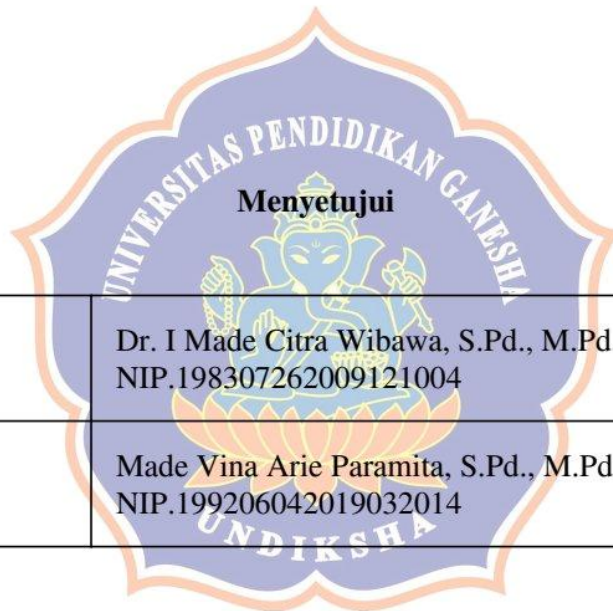 UNIVERSITAS PENDIDIKAN GANESHA
Menyetujui
Dr. I Made Citra Wibawa, S.Pd., M.Pd
NIP.198307262009121004
Made Vina Arie Paramita, S.Pd., M.Pd
NIP.199206042019032014
UNDIKSHA